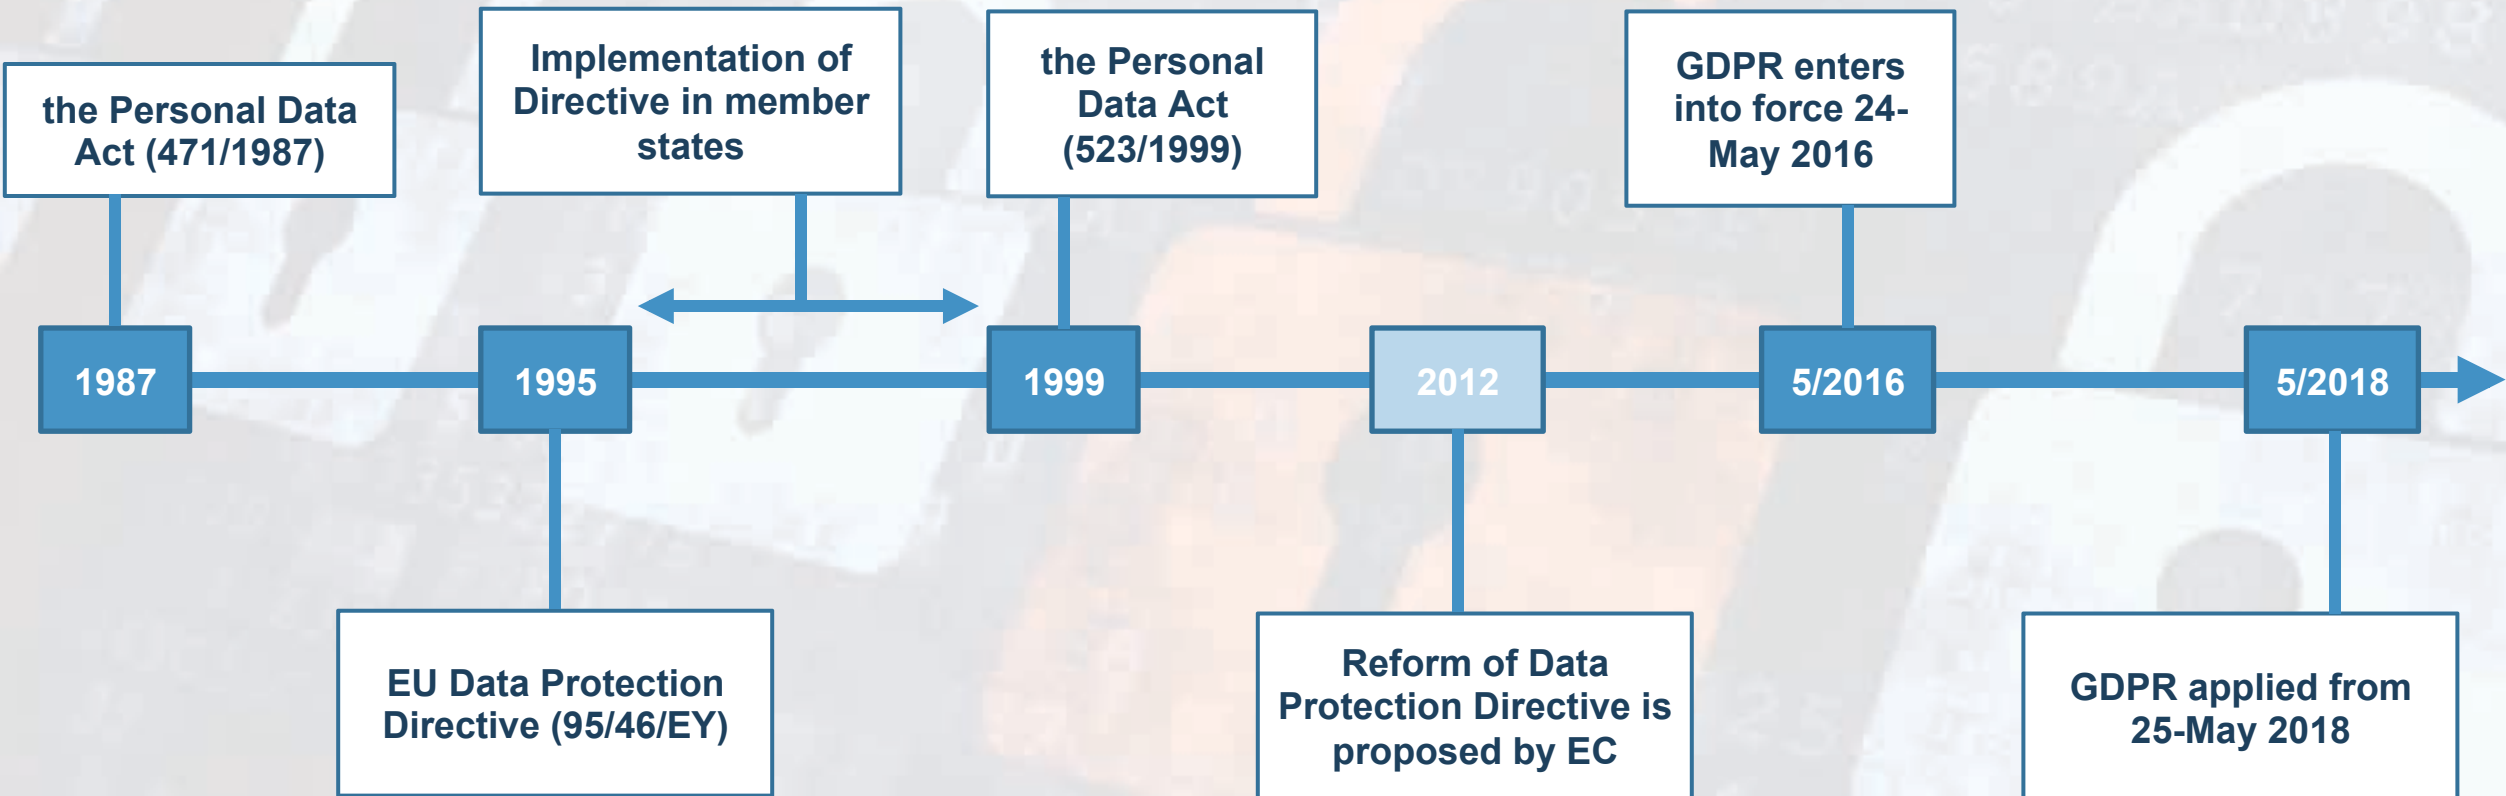 the Personal Data
Act (471/1987)
Implementation of
Directive in member
states
the Personal
Data Act
(523/1999)
GDPR enters
into force 24-
May 2016
1987
1995
1999
2012
5/2016
5/2018
EU Data Protection
Directive (95/46/EY)
Reform of Data
Protection Directive is
proposed by EC
GDPR applied from
25-May 2018